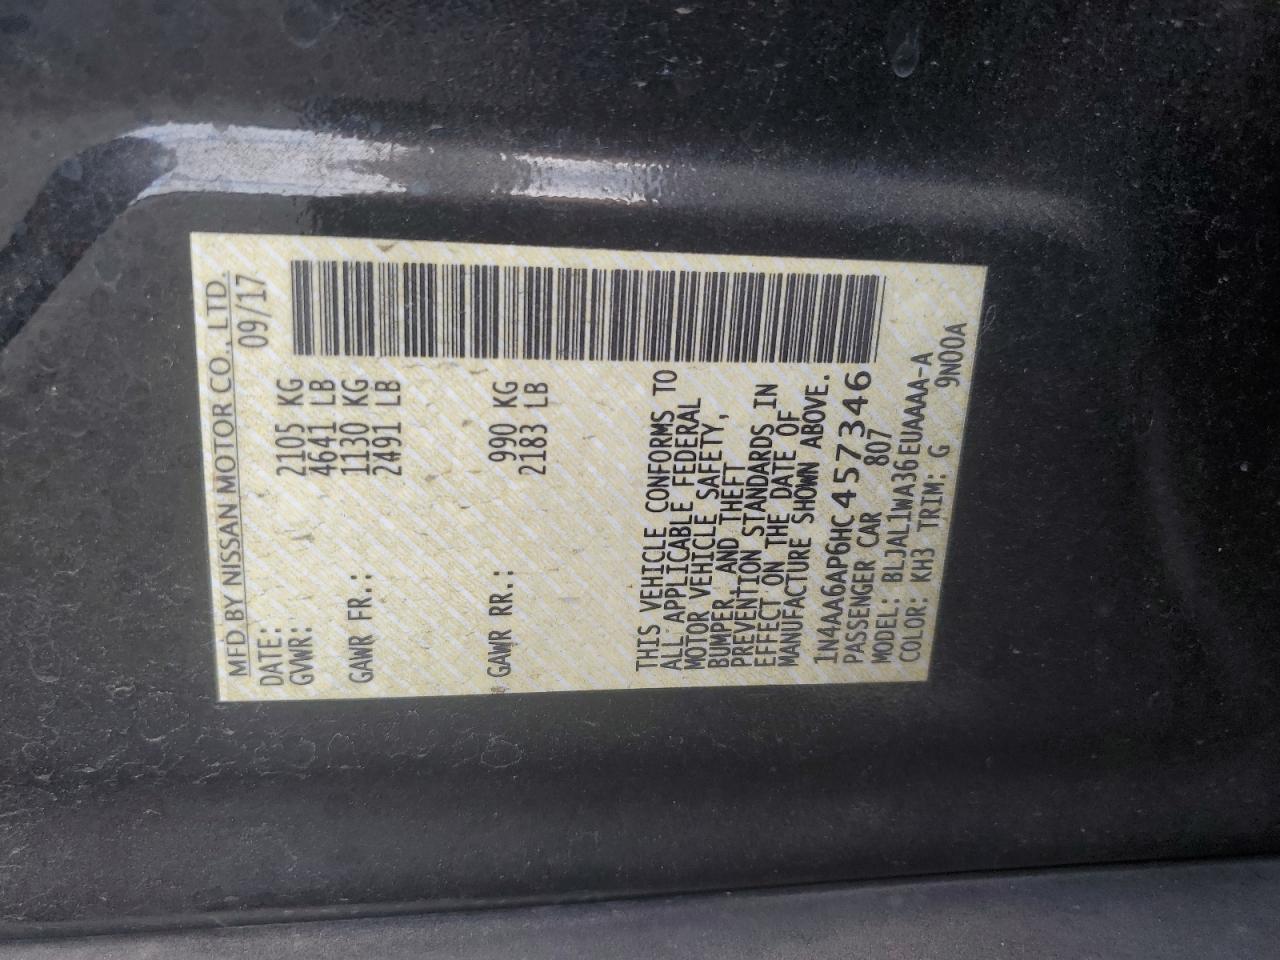 MFD BY NISSAN MOTOR CO., LTD.
DATE: 09/17
GVWR: 2105 KG
4641 LB
GAWR FR.: 1130 KG
2491 LB
GAWR RR.: 990 KG
2183 LB
THIS VEHICLE CONFORMS TO
ALL APPLICABLE FEDERAL
MOTOR VEHICLE SAFETY,
BUMPER, AND THEFT
PREVENTION STANDARDS IN
EFFECT ON THE DATE OF
MANUFACTURE SHOWN ABOVE.
1N4AA6AP6HC457346
PASSENGER CAR 807
MODEL: BLJAL1WA36EUAAAA-A
COLOR: KH3 TRIM: G 9N00A